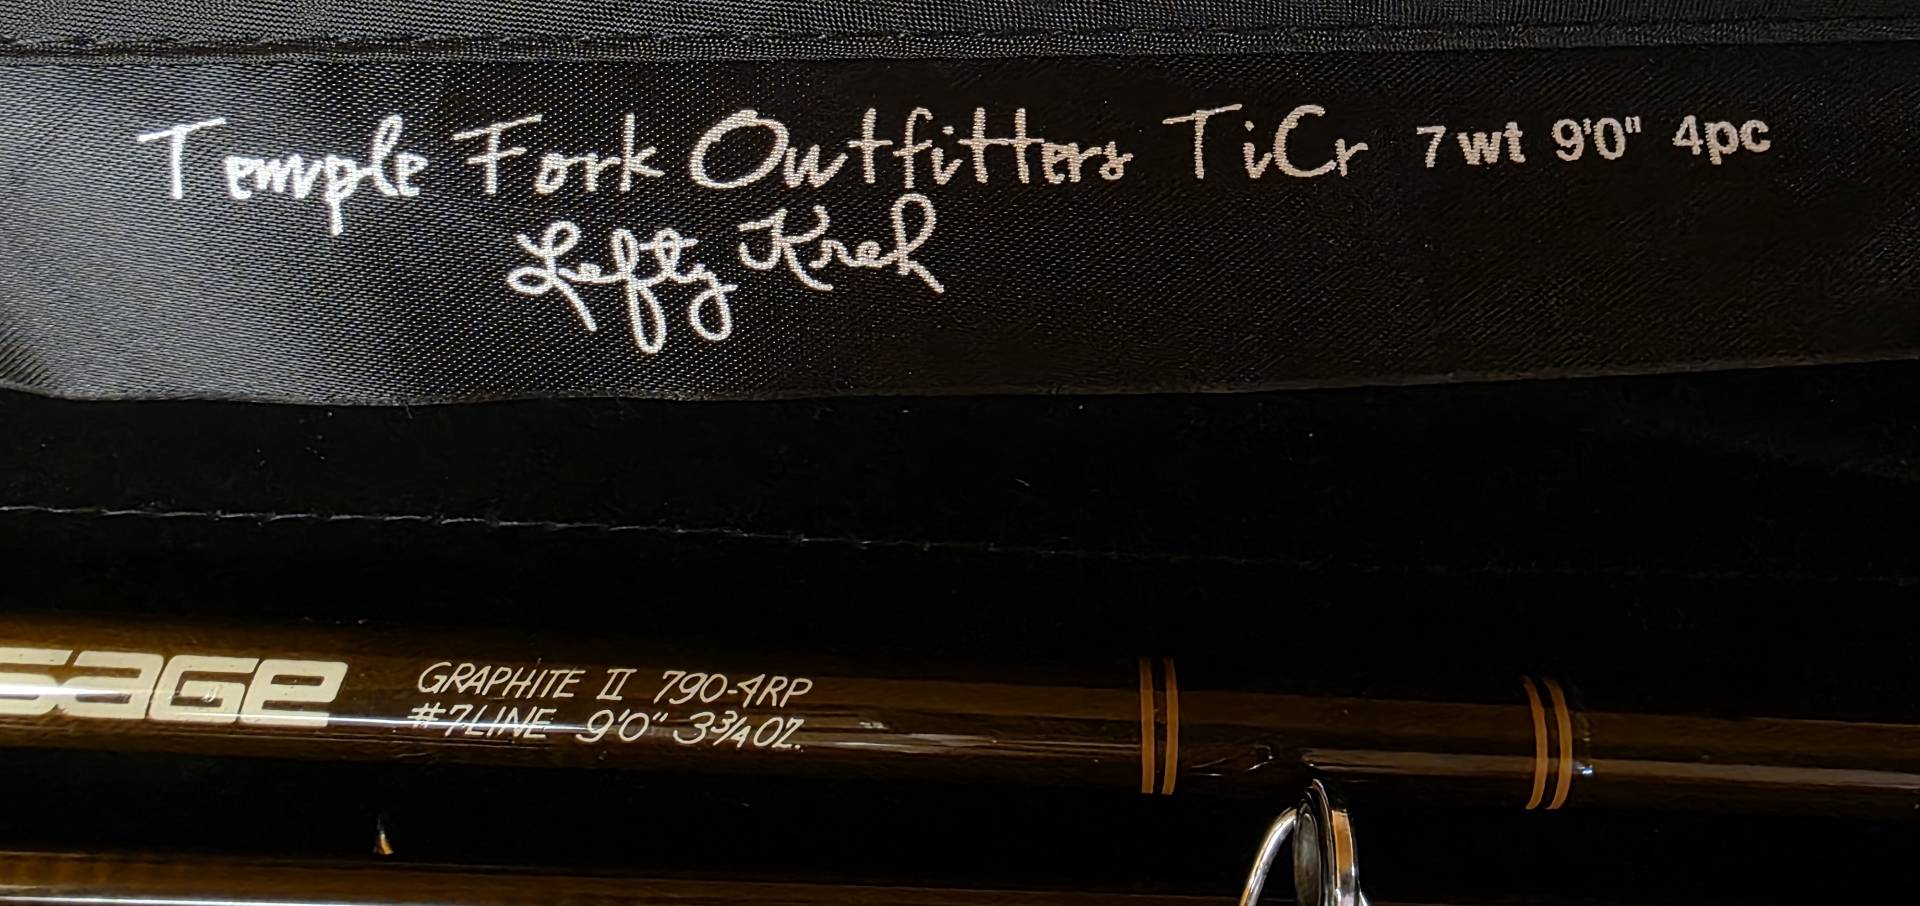 Temple Fork Outfitters TiCr 7wt 9'0" 4pc
Lefty Kreh
sage
GRAPHITE II 790-4RP
#7LINE 9'0" 3¾OZ.